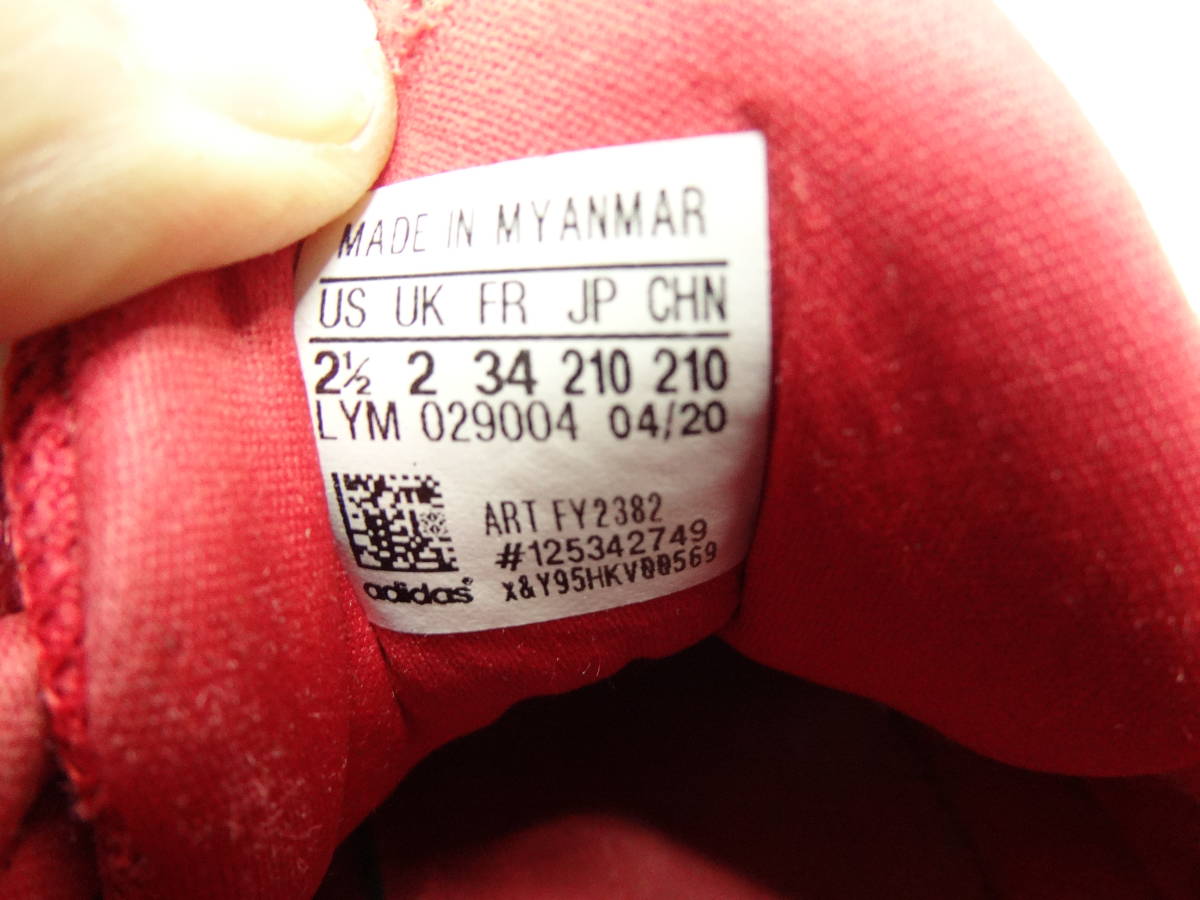 MADE IN MYANMAR
US UK FR JP CHN
2½ 2 34 210 210
LYM 029004 04/20
ART FY2382
#125342749
x&Y95HKV00569
adidas